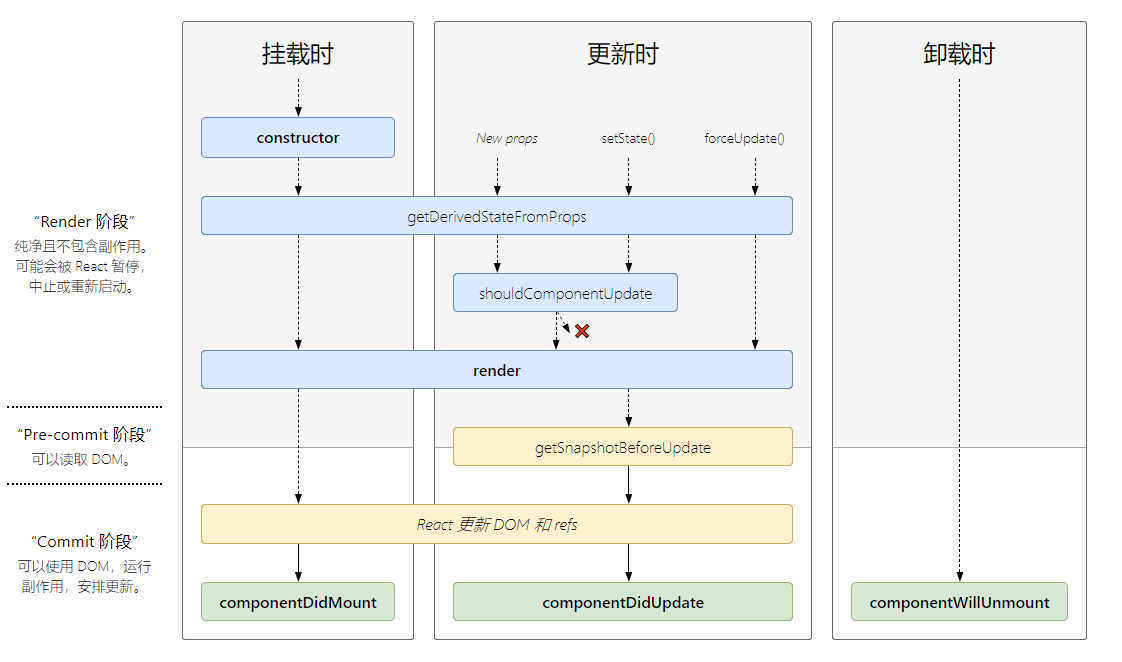 挂载时
更新时
卸载时
constructor
New props
setState()
forceUpdate()
getDerivedStateFromProps
“Render 阶段”
纯净且不包含副作用。
可能会被 React 暂停，
中止或重新启动。
shouldComponentUpdate
render
“Pre-commit 阶段”
可以读取 DOM。
getSnapshotBeforeUpdate
React 更新 DOM 和 refs
“Commit 阶段”
可以使用 DOM，运行
副作用，安排更新。
componentDidMount
componentDidUpdate
componentWillUnmount